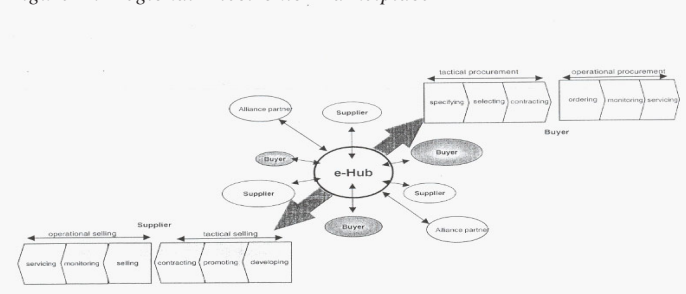 tactical procurement
operational procurement
specifying selecting contracting
ordering monitoring servicing
Buyer
Alliance partner
Supplier
Buyer
Buyer
e-Hub
Supplier
Supplier
Buyer
Alliance partner
Supplier
operational selling
tactical selling
servicing monitoring selling
contracting promoting developing